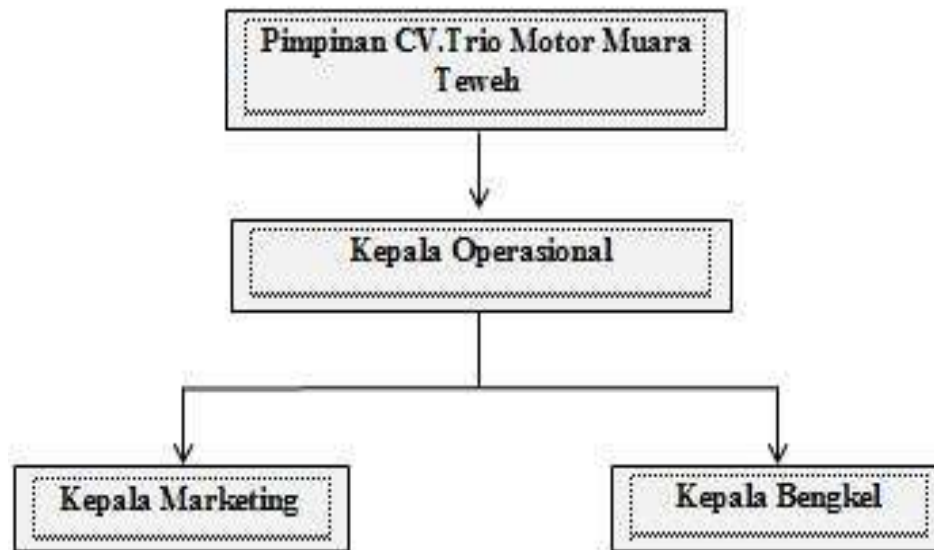 Pimpinan CV.Trio Motor Muara
Teweh
Kepala Operasional
Kepala Marketing
Kepala Bengkel